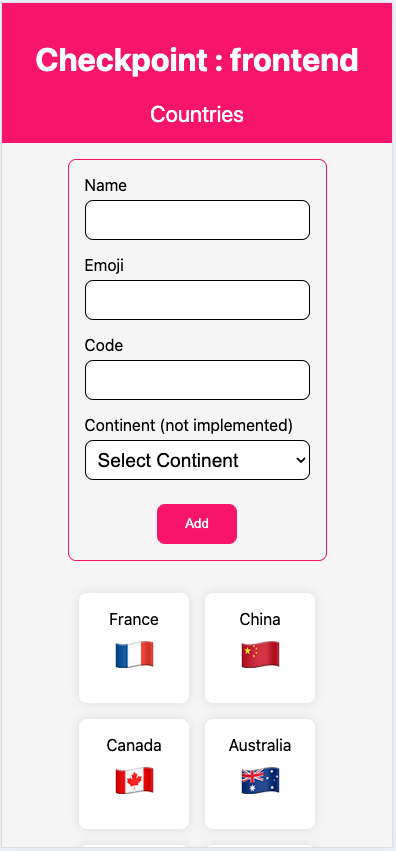 Checkpoint : frontend
Countries
Name
Emoji
Code
Continent (not implemented)
Select Continent
Add
France
China
Canada
Australia